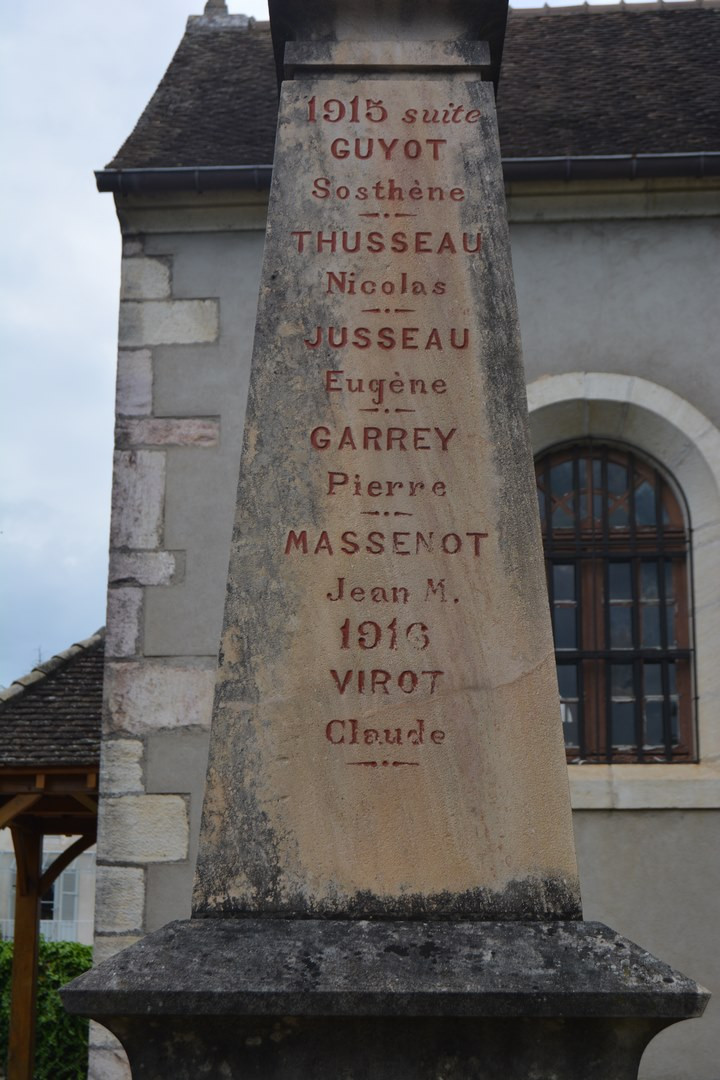 1915 suite
GUYOT
Sosthène
THUSSEAU
Nicolas
JUSSEAU
Eugène
GARREY
Pierre
MASSENOT
Jean M.
1916
VIROT
Claude